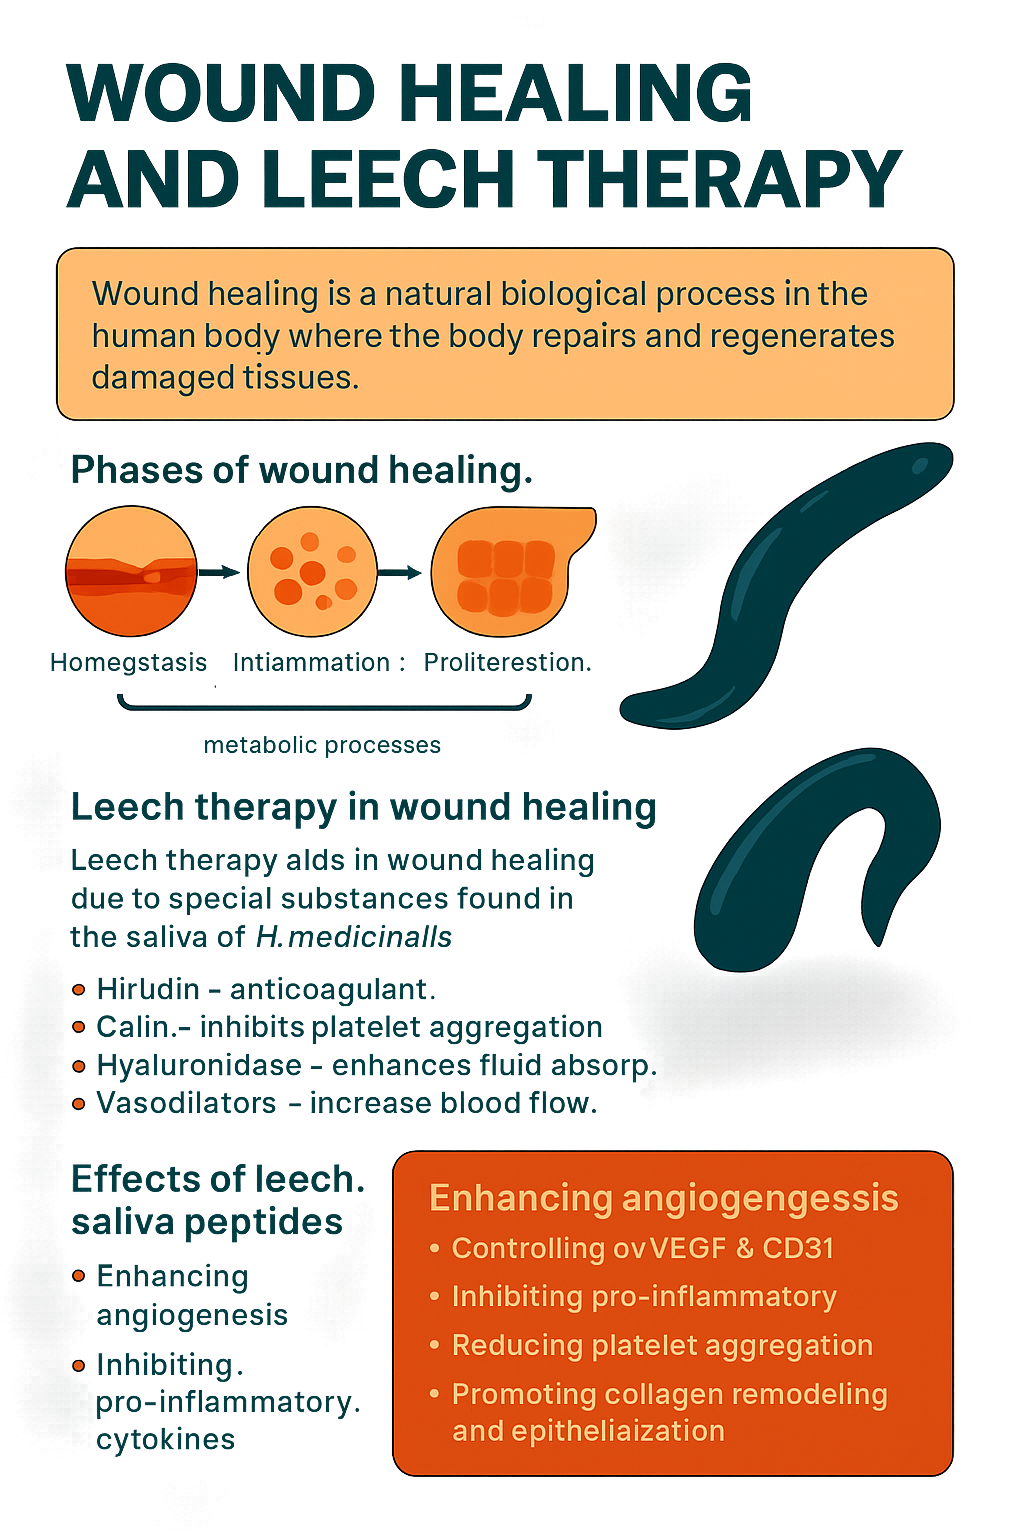 WOUND HEALING
AND LEECH THERAPY
Wound healing is a natural biological process in the
human body where the body repairs and regenerates
damaged tissues.
Phases of wound healing.
Homegstasis Intiammation : Proliterestion.
metabolic processes
Leech therapy in wound healing
Leech therapy alds in wound healing
due to special substances found in
the saliva of H. medicinalls
• Hirludin – anticoagulant.
• Calin.– inhibits platelet aggregation
• Hyaluronidase – enhances fluid absorp.
• Vasodilators – increase blood flow.
Effects of leech.
saliva peptides
• Enhancing
angiogenesis
• Inhibiting.
pro-inflammatory.
cytokines
Enhancing angiogengessis
• Controlling ov VEGF & CD31
• Inhibiting pro-inflammatory
• Reducing platelet aggregation
• Promoting collagen remodeling
and epitheliaization